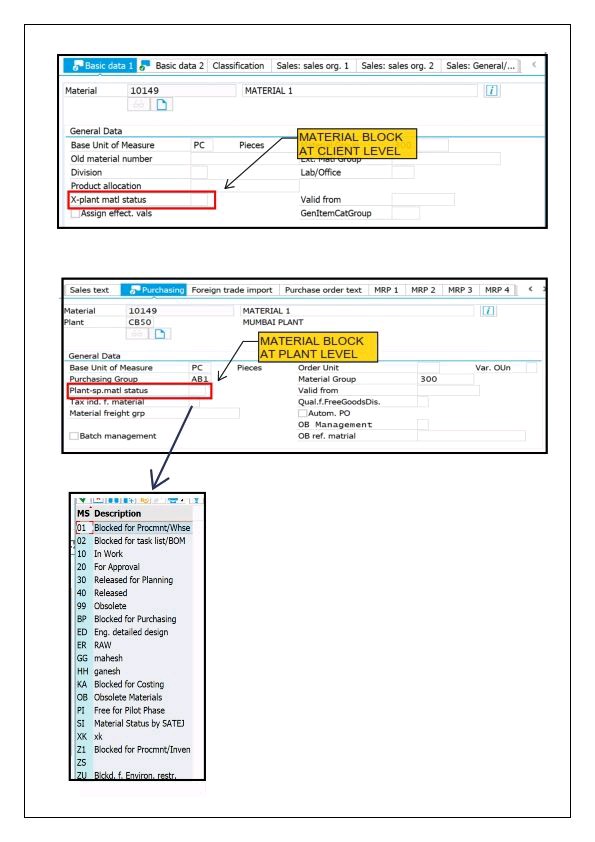 Basic data 1 Basic data 2 Classification Sales: sales org. 1 Sales: sales org. 2 Sales: General/...
Material 10149 MATERIAL 1
General Data
Base Unit of Measure PC Pieces
MATERIAL BLOCK
AT CLIENT LEVEL
Old material number Ext. Matl Group
Division Lab/Office
Product allocation
X-plant matl status Valid from
Assign effect. vals GenItemCatGroup
Sales text Purchasing Foreign trade import Purchase order text MRP 1 MRP 2 MRP 3 MRP 4
Material 10149 MATERIAL 1
Plant CB50 MUMBAI PLANT
MATERIAL BLOCK
AT PLANT LEVEL
General Data
Base Unit of Measure PC Pieces Order Unit Var. OUn
Purchasing Group AB1 Material Group 300
Plant-sp.matl status Valid from
Tax ind. f. material Qual.f.FreeGoodsDis.
Material freight grp Autom. PO
OB Management
Batch management OB ref. matrial
MS Description
01 Blocked for Procmnt/Whse
02 Blocked for task list/BOM
10 In Work
20 For Approval
30 Released for Planning
40 Released
99 Obsolete
BP Blocked for Purchasing
ED Eng. detailed design
ER RAW
GG mahesh
HH ganesh
KA Blocked for Costing
OB Obsolete Materials
PI Free for Pilot Phase
SI Material Status by SATEJ
XK xk
Z1 Blocked for Procmnt/Inven
ZS
ZU Blckd. f. Environ. restr.